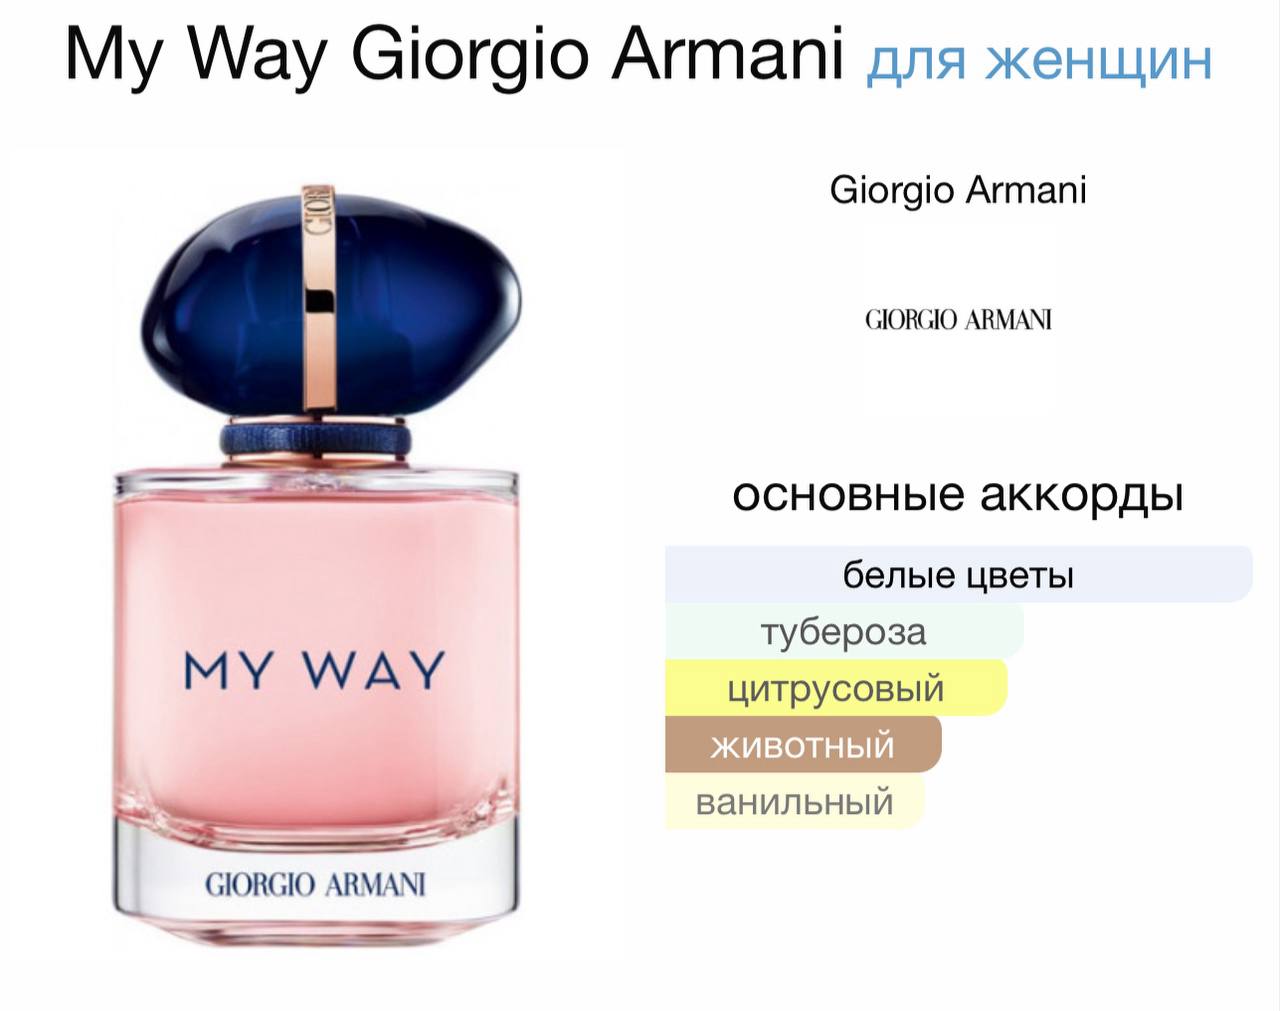 My Way Giorgio Armani для женщин
GIORGI
MY WAY
GIORGIO ARMANI
Giorgio Armani
GIORGIO ARMANI
основные аккорды
белые цветы
тубероза
цитрусовый
животный
ванильный